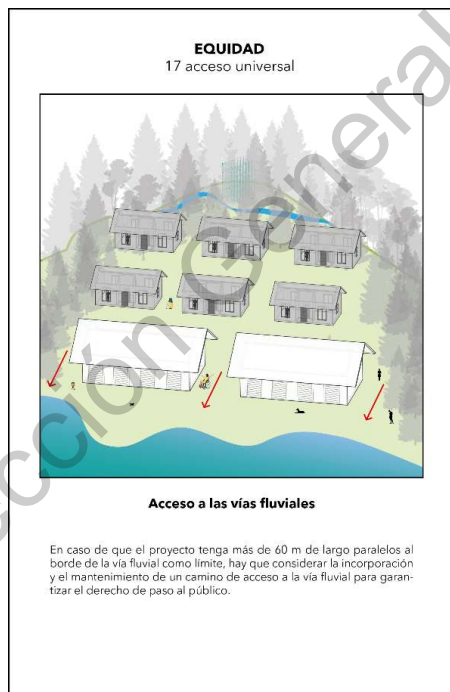 EQUIDAD
17 acceso universal
Acceso a las vías fluviales
En caso de que el proyecto tenga más de 60 m de largo paralelos al
borde de la vía fluvial como límite, hay que considerar la incorporación
y el mantenimiento de un camino de acceso a la vía fluvial para garan-
tizar el derecho de paso al público.
ección General